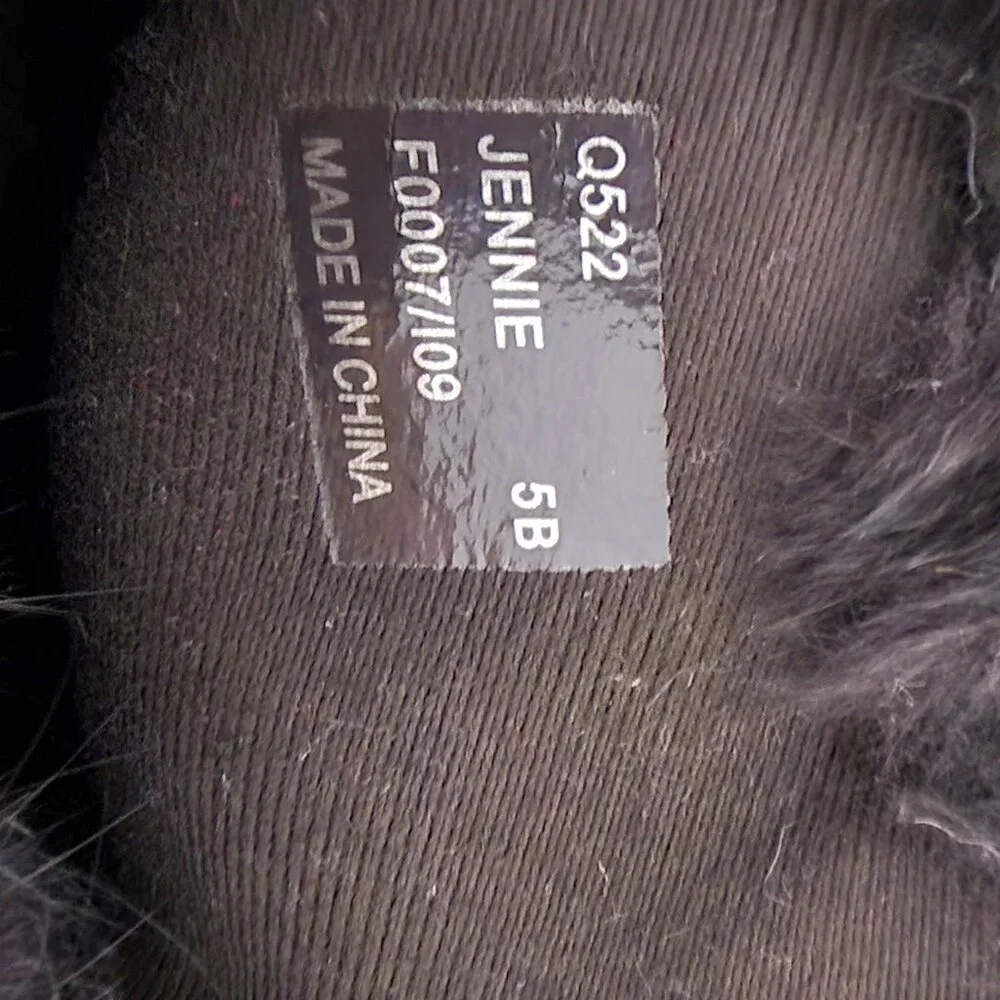 Q522
JENNIE 5B
F0007/I09
MADE IN CHINA